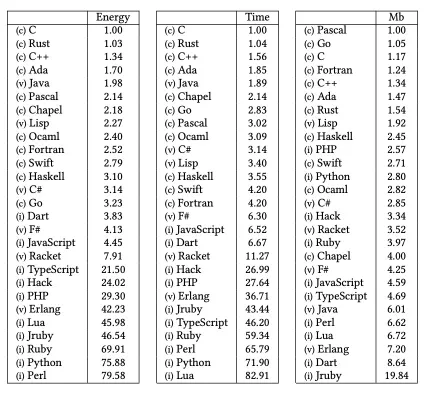 Energy
(c) C 1.00
(c) Rust 1.03
(c) C++ 1.34
(c) Ada 1.70
(v) Java 1.98
(c) Pascal 2.14
(c) Chapel 2.18
(v) Lisp 2.27
(c) Ocaml 2.40
(c) Fortran 2.52
(c) Swift 2.79
(c) Haskell 3.10
(v) C# 3.14
(c) Go 3.23
(i) Dart 3.83
(v) F# 4.13
(i) JavaScript 4.45
(v) Racket 7.91
(i) TypeScript 21.50
(i) Hack 24.02
(i) PHP 29.30
(v) Erlang 42.23
(i) Lua 45.98
(i) Jruby 46.54
(i) Ruby 69.91
(i) Python 75.88
(i) Perl 79.58
Time
(c) C 1.00
(c) Rust 1.04
(c) C++ 1.56
(c) Ada 1.85
(v) Java 1.89
(c) Chapel 2.14
(c) Go 2.83
(c) Pascal 3.02
(c) Ocaml 3.09
(v) C# 3.14
(v) Lisp 3.40
(c) Haskell 3.55
(c) Swift 4.20
(c) Fortran 4.20
(v) F# 6.30
(i) JavaScript 6.52
(i) Dart 6.67
(v) Racket 11.27
(i) Hack 26.99
(i) PHP 27.64
(v) Erlang 36.71
(i) Jruby 43.44
(i) TypeScript 46.20
(i) Ruby 59.34
(i) Perl 65.79
(i) Python 71.90
(i) Lua 82.91
Mb
(c) Pascal 1.00
(c) Go 1.05
(c) C 1.17
(c) Fortran 1.24
(c) C++ 1.34
(c) Ada 1.47
(c) Rust 1.54
(v) Lisp 1.92
(c) Haskell 2.45
(i) PHP 2.57
(c) Swift 2.71
(i) Python 2.80
(c) Ocaml 2.82
(v) C# 2.85
(i) Hack 3.34
(v) Racket 3.52
(i) Ruby 3.97
(c) Chapel 4.00
(v) F# 4.25
(i) JavaScript 4.59
(i) TypeScript 4.69
(v) Java 6.01
(i) Perl 6.62
(i) Lua 6.72
(v) Erlang 7.20
(i) Dart 8.64
(i) Jruby 19.84